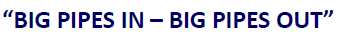 “BIG PIPES IN – BIG PIPES OUT”